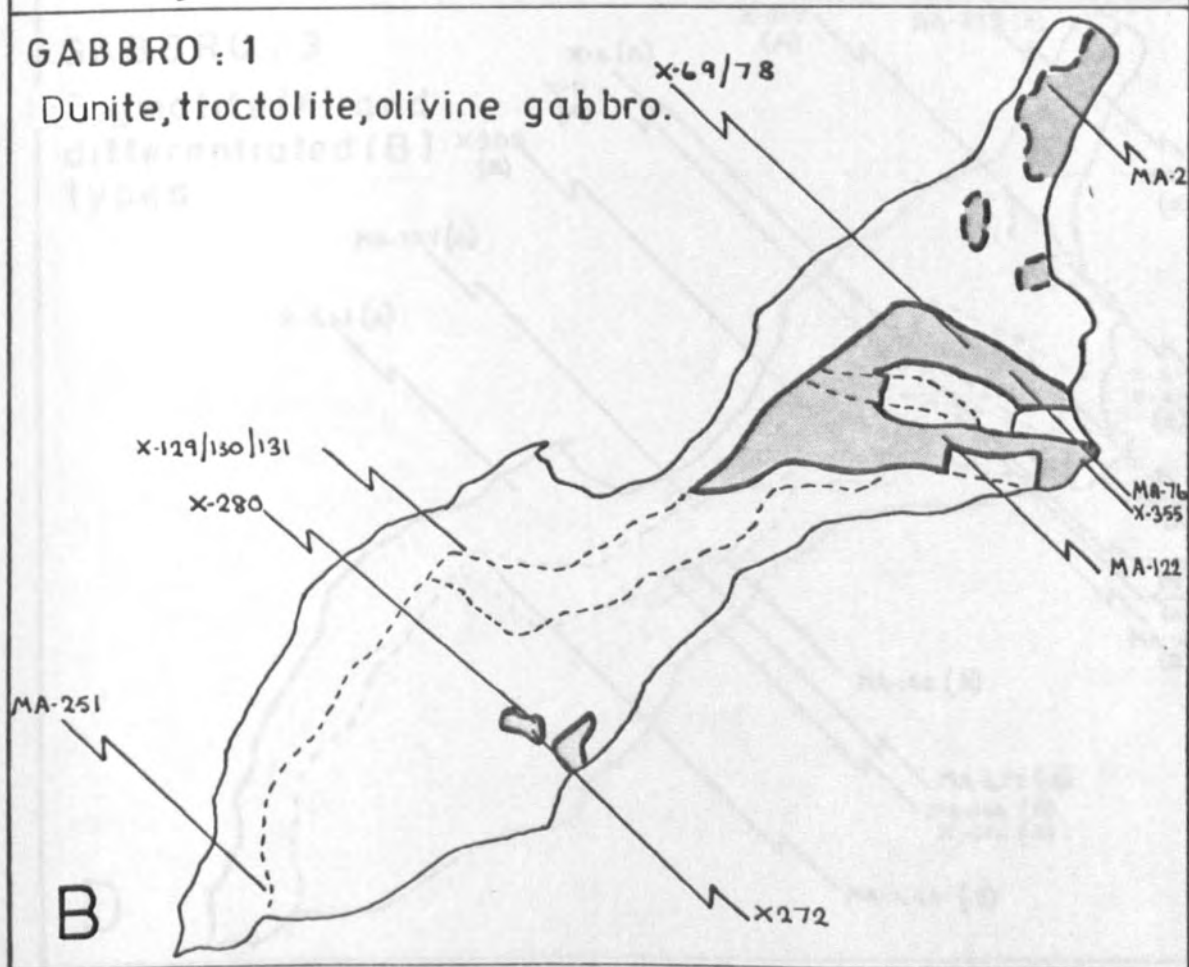 GABBRO : 1
Dunite, troctolite, olivine gabbro.
X-69/78
MA-2
X-129/130/131
X-280
MA-76
X-355
MA-122
MA-251
X272
B